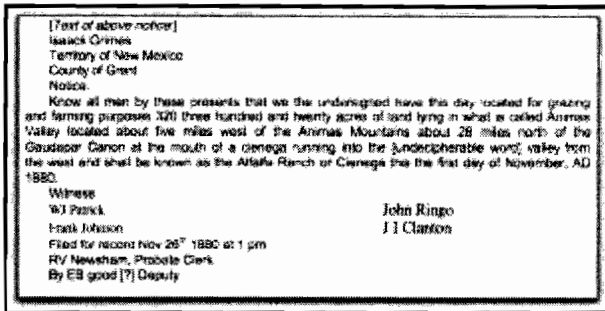 [Text of above notice]
Isaack Grimes
Territory of New Mexico
County of Grant
Notice.
Know all men by these presents that we the undersigned have this day located for grazing
and farming purposes 320 three hundred and twenty acres of land lying in what is called Animas
Valley located about five miles west of the Animas Mountains about 28 miles north of the
Canon at the mouth of a cienega running into the [undecipherable word] valley from
the west and shall be known as the Alfalfa Ranch or Cienega this the first day of November, AD
1880.
Witness
WJ Patrick John Ringo
Frank Johnson J I Clanton
Filed for record Nov 26th 1880 at 1 pm
RV Newsham, Probate Clerk
By EB good [?] Deputy